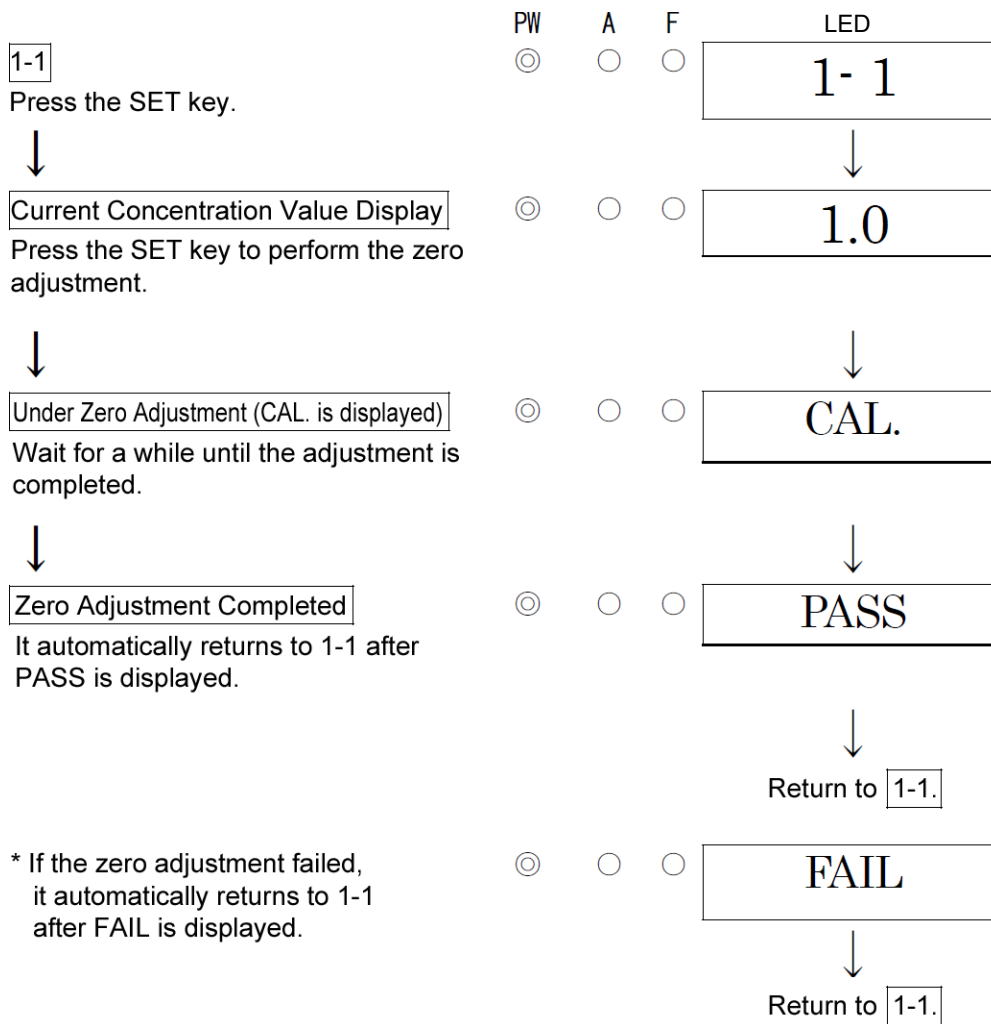 PW A F LED
1-1
1- 1
Press the SET key.
Current Concentration Value Display
1.0
Press the SET key to perform the zero
adjustment.
Under Zero Adjustment (CAL. is displayed)
CAL.
Wait for a while until the adjustment is
completed.
Zero Adjustment Completed
PASS
It automatically returns to 1-1 after
PASS is displayed.
Return to 1-1.
* If the zero adjustment failed,
it automatically returns to 1-1
after FAIL is displayed.
FAIL
Return to 1-1.